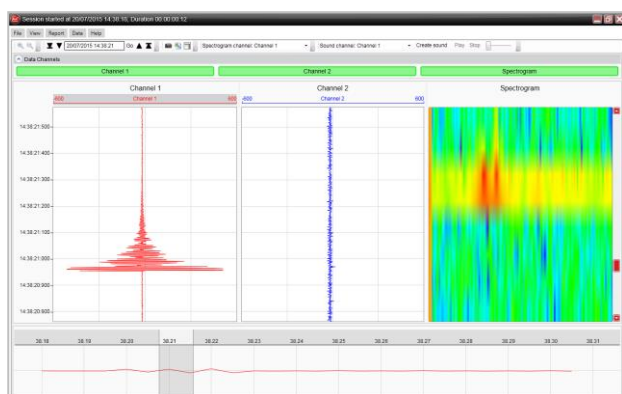 Session started at 20/07/2015 14:38:18, Duration 00:00:00:12
File View Report Data Help
20/07/2015 14:38:21 Go Spectrogram channel: Channel 1 Sound channel: Channel 1 Create sound Play Stop
Data Channels
Channel 1 Channel 2 Spectrogram
Channel 1 Channel 2 Spectrogram
-600 Channel 1 600 -600 Channel 2 600
14:38:21:500
14:38:21:400
14:38:21:300
14:38:21:200
14:38:21:100
14:38:21:000
14:38:20:900
14:38:20:800
38:18 38:19 38:20 38:21 38:22 38:23 38:24 38:25 38:26 38:27 38:28 38:29 38:30 38:31